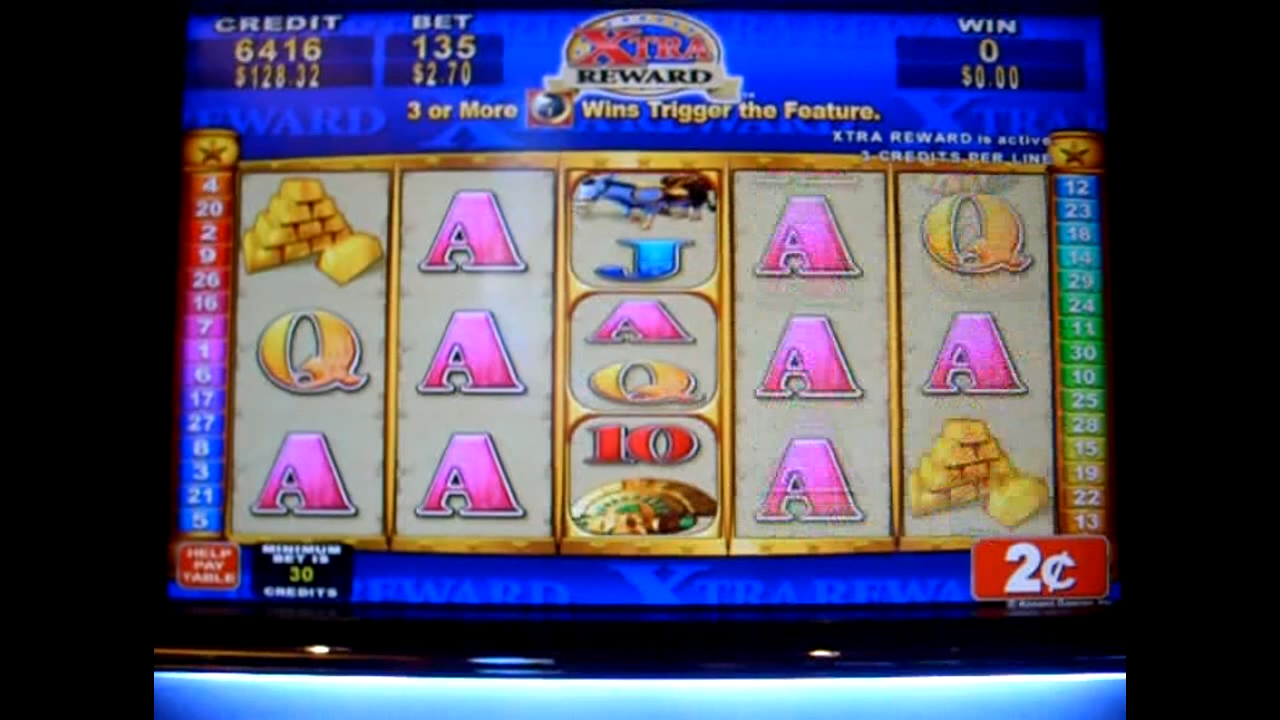 CREDIT
6416
$128.32
BET
135
$2.70
XTRA
REWARD
WIN
0
$0.00
3 or More Wins Trigger the Feature.
XTRA REWARD is active
3 CREDITS PER LINE
4
20
2
9
26
16
7
1
6
17
27
8
3
21
5
A
J
A
Q
Q
A
A
Q
A
A
A
A
10
A
12
23
18
14
29
24
11
30
10
25
28
15
19
22
13
HELP
PAY
TABLE
MINIMUM
BET IS
30
CREDITS
REWARD
XTRA REWA
2¢